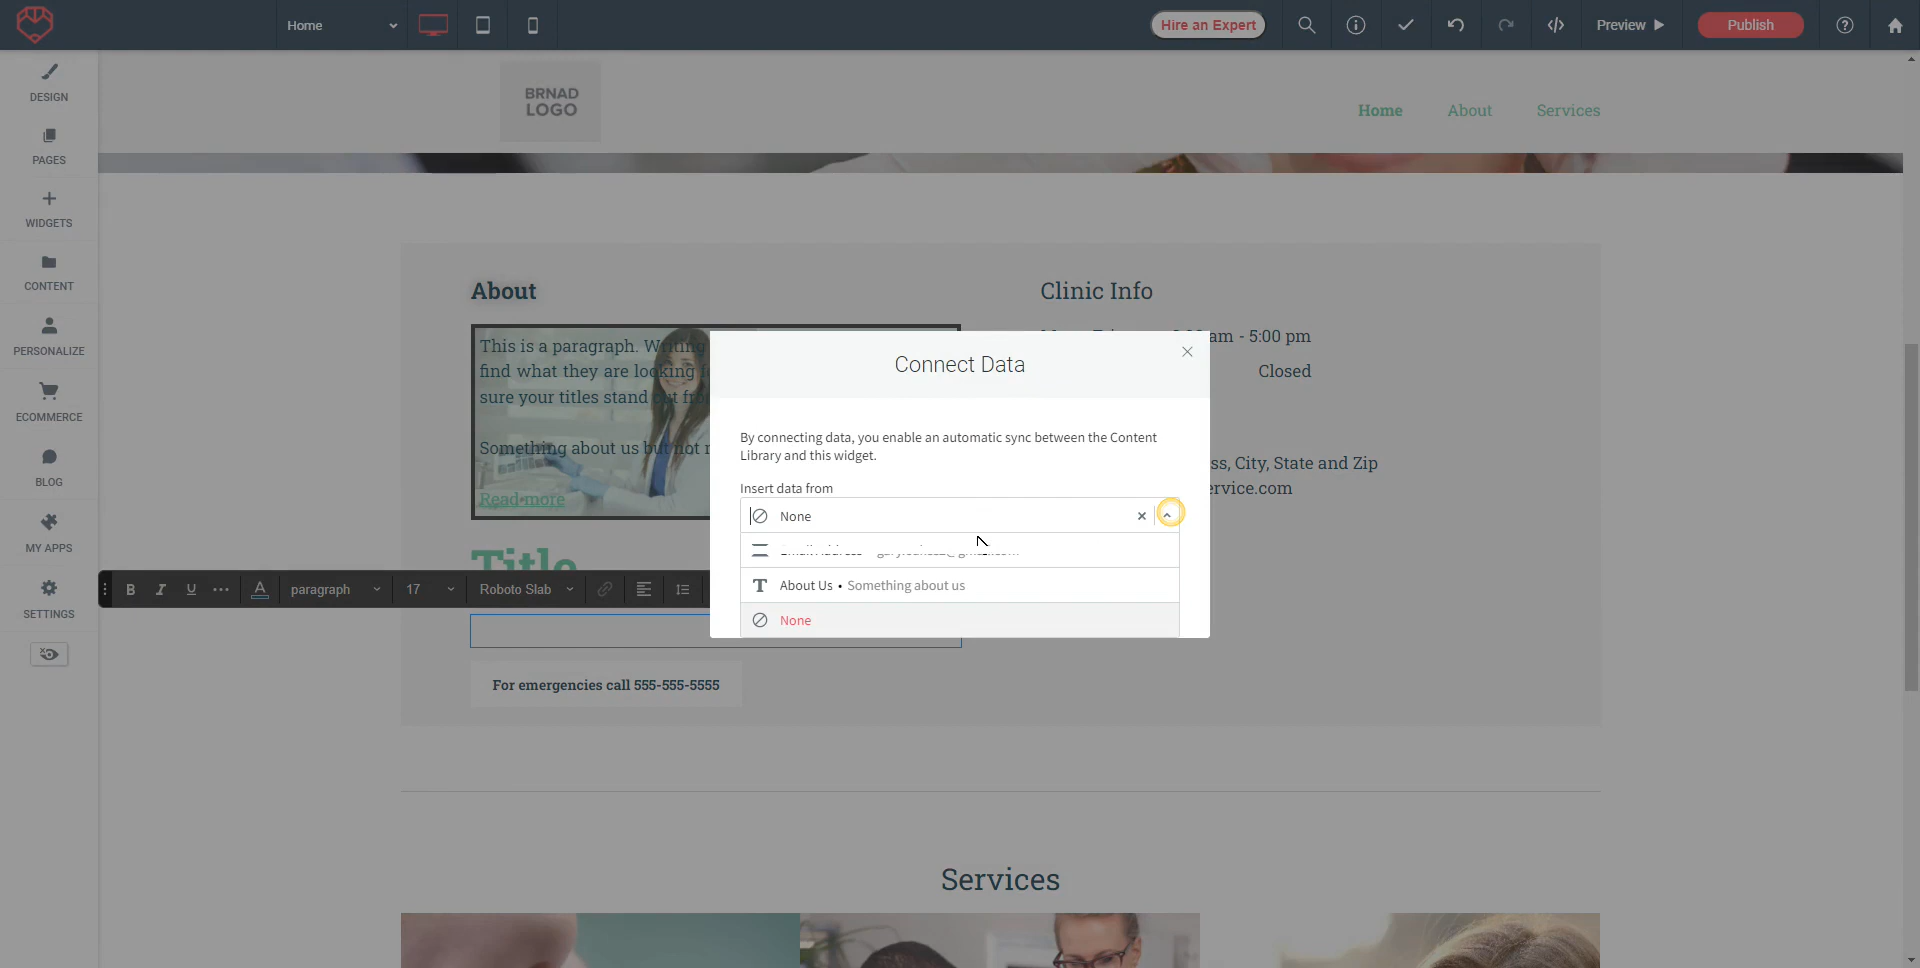 Home
Hire an Expert
Preview
Publish
DESIGN
PAGES
WIDGETS
CONTENT
PERSONALIZE
ECOMMERCE
BLOG
MY APPS
SETTINGS
BRNAD
LOGO
Home About Services
About
This is a paragraph. Writing
find what they are looking
sure your titles stand out
Something about us but not
Read more
Title
B I U ... A paragraph 17 Roboto Slab
For emergencies call 555-555-5555
Clinic Info
am - 5:00 pm
Closed
City, State and Zip
Connect Data
By connecting data, you enable an automatic sync between the Content
Library and this widget.
Insert data from
None
About Us • Something about us
None
Services